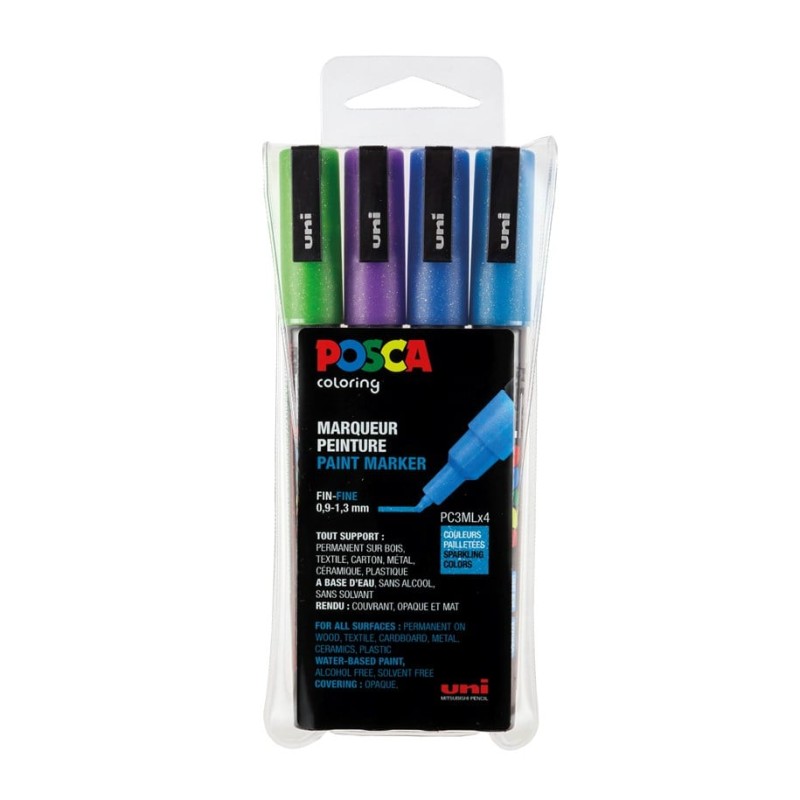 uni uni uni uni
POSCA
coloring
MARQUEUR
PEINTURE
PAINT MARKER
FIN-FINE
0,9-1,3 mm
PC3MLx4
COULEURS
PAILLETÉES
SPARKLING
COLORS
TOUT SUPPORT :
PERMANENT SUR BOIS,
TEXTILE, CARTON, MÉTAL,
CÉRAMIQUE, PLASTIQUE
A BASE D'EAU, SANS ALCOOL,
SANS SOLVANT
RENDU : COUVRANT, OPAQUE ET MAT
FOR ALL SURFACES : PERMANENT ON
WOOD, TEXTILE, CARDBOARD, METAL,
CERAMICS, PLASTIC
WATER-BASED PAINT,
ALCOHOL FREE, SOLVENT FREE
COVERING : OPAQUE,
uni
MITSUBISHI PENCIL